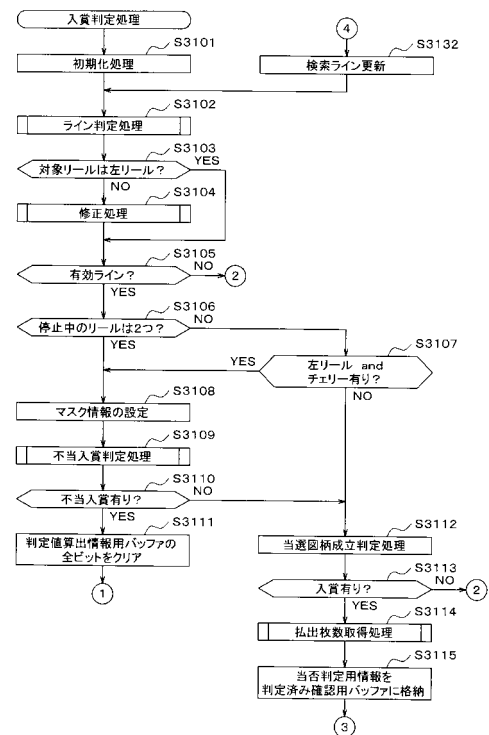 入賞判定処理
S3101
初期化処理
4
S3132
検索ライン更新
S3102
ライン判定処理
S3103
対象リールは左リール?
YES
NO
S3104
修正処理
S3105
有効ライン?
NO
2
YES
S3106
停止中のリールは2つ?
NO
YES
S3107
左リール and
チェリー有り?
YES
NO
S3108
マスク情報の設定
S3109
不当入賞判定処理
S3110
不当入賞有り?
NO
YES
S3111
判定値算出情報用バッファの
全ビットをクリア
1
S3112
当選図柄成立判定処理
S3113
入賞有り?
NO
2
YES
S3114
払出枚数取得処理
S3115
当否判定用情報を
判定済み確認用バッファに格納
3